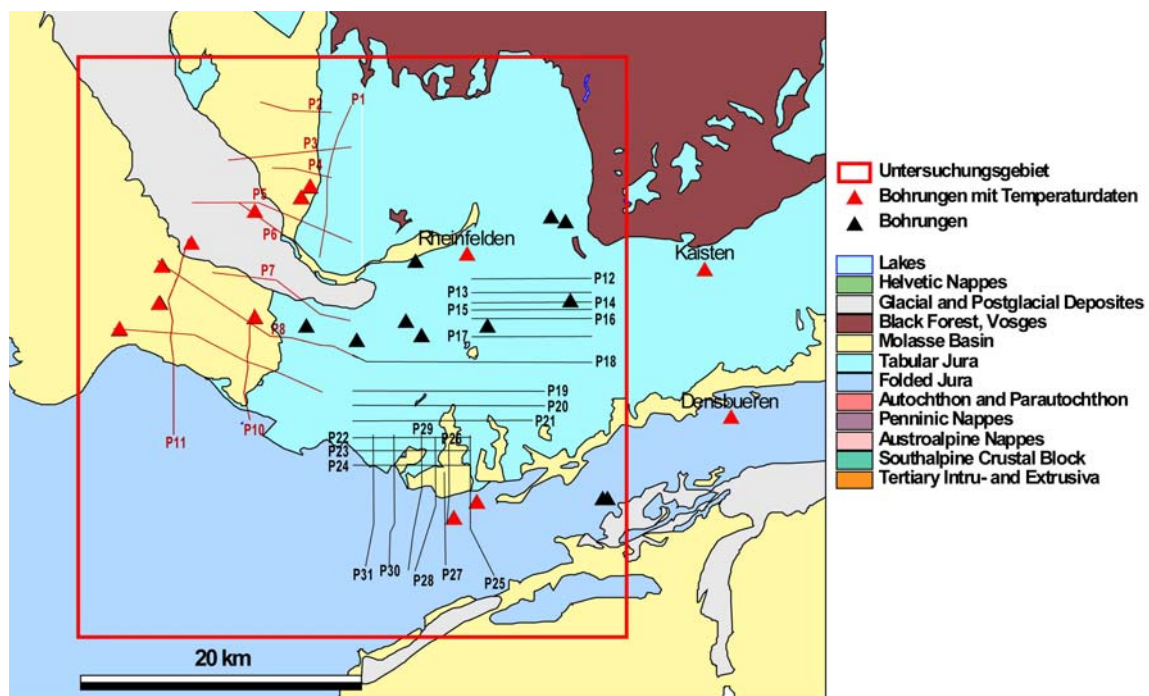 P1
P2
P3
P4
P5
P6
Rheinfelden
Kaisten
P7
P12
P13
P14
P15
P16
P8
P17
P18
P19
P20
P21
Densbueren
P11
P10
P22
P29
P26
P23
P24
P31
P30
P28
P27
P25
20 km
Untersuchungsgebiet
Bohrungen mit Temperaturdaten
Bohrungen
Lakes
Helvetic Nappes
Glacial and Postglacial Deposites
Black Forest, Vosges
Molasse Basin
Tabular Jura
Folded Jura
Autochthon and Parautochthon
Penninic Nappes
Austroalpine Nappes
Southalpine Crustal Block
Tertiary Intru- and Extrusiva